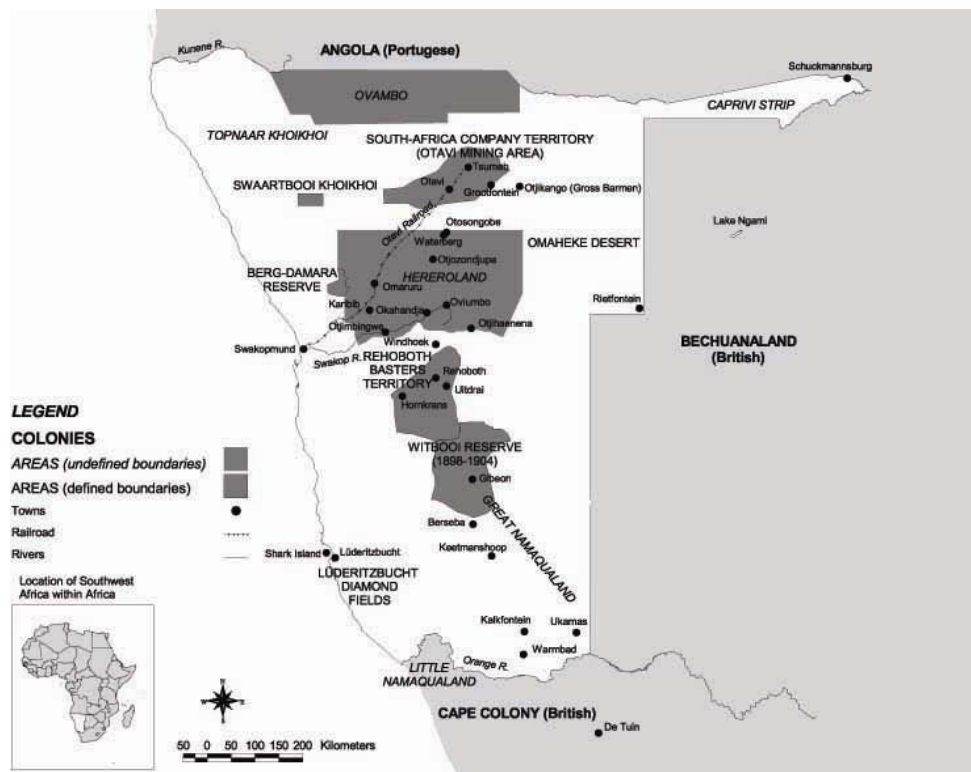 Kunene R.
ANGOLA (Portugese)
Schuckmannsburg
OVAMBO
CAPRIVI STRIP
TOPNAAR KHOIKHOI
SOUTH-AFRICA COMPANY TERRITORY
(OTAVI MINING AREA)
Tsumeb
SWAARTBOOI KHOIKHOI
Otavi
Grootfontein
Otjikango (Gross Barmen)
Otavi Railroad
Otosongobe
Waterberg
OMAHEKE DESERT
Lake Ngami
Otjozondjupa
HEREROLAND
BERG-DAMARA
RESERVE
Omaruru
Rietfontein
Karibib
Okahandja
Oviumbo
Otjimbingwe
Otjihaenena
Swakopmund
Swakop R.
Windhoek
BECHUANALAND
(British)
REHOBOTH
BASTERS
TERRITORY
Rehoboth
Uitdrai
Hornkrans
LEGEND
COLONIES
AREAS (undefined boundaries)
AREAS (defined boundaries)
Towns
Railroad
Rivers
WITBOOI RESERVE
(1898-1904)
Gibeon
GREAT NAMAQUALAND
Berseba
Keetmanshoop
Shark Island
Lüderitzbucht
LÜDERITZBUCHT
DIAMOND
FIELDS
Location of Southwest
Africa within Africa
Kalkfontein
Ukamas
Warmbad
Orange R.
LITTLE
NAMAQUALAND
CAPE COLONY (British)
De Tuin
N
W
E
S
50 0 50 100 150 200 Kilometers